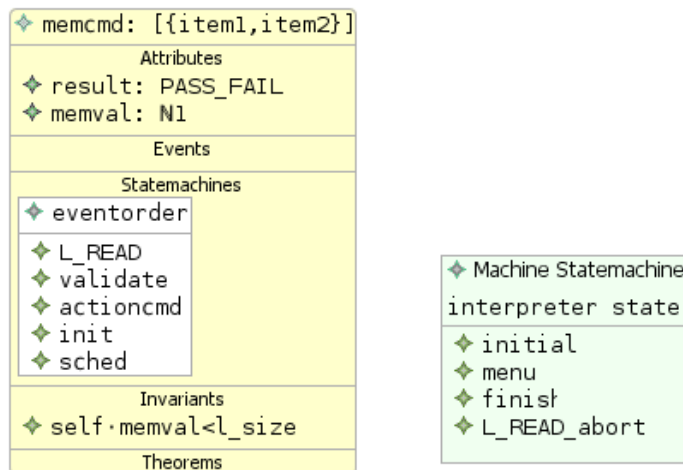 memcmd: [{item1,item2}]
Attributes
result: PASS_FAIL
memval: ℕ1
Events
Statemachines
eventorder
L_READ
validate
actioncmd
init
sched
Invariants
self·memval<l_size
Theorems
Machine Statemachine
interpreter state
initial
menu
finish
L_READ_abort